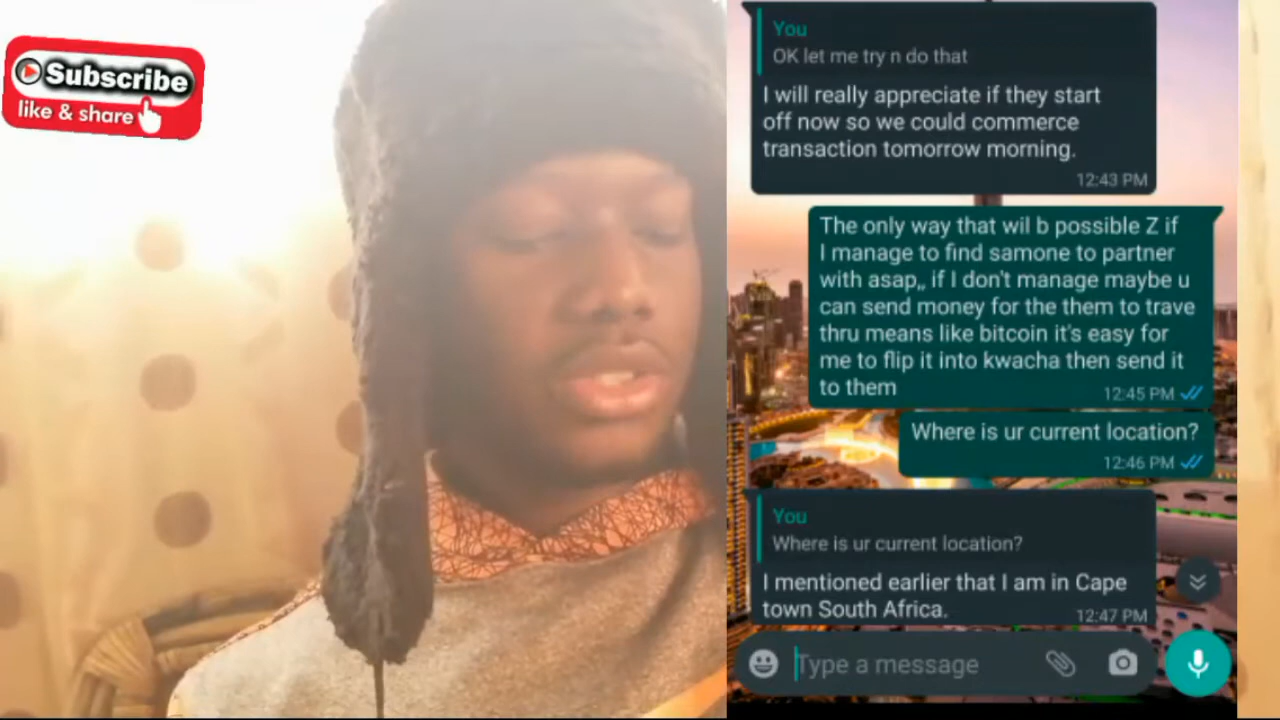 Subscribe
like & share
You
OK let me try n do that
I will really appreciate if they start
off now so we could commerce
transaction tomorrow morning.
12:43 PM
The only way that wil b possible Z if
I manage to find samone to partner
with asap,, if I don't manage maybe u
can send money for the them to trave
thru means like bitcoin it's easy for
me to flip it into kwacha then send it
to them
12:45 PM
Where is ur current location?
12:46 PM
You
Where is ur current location?
I mentioned earlier that I am in Cape
town South Africa.
12:47 PM
Type a message